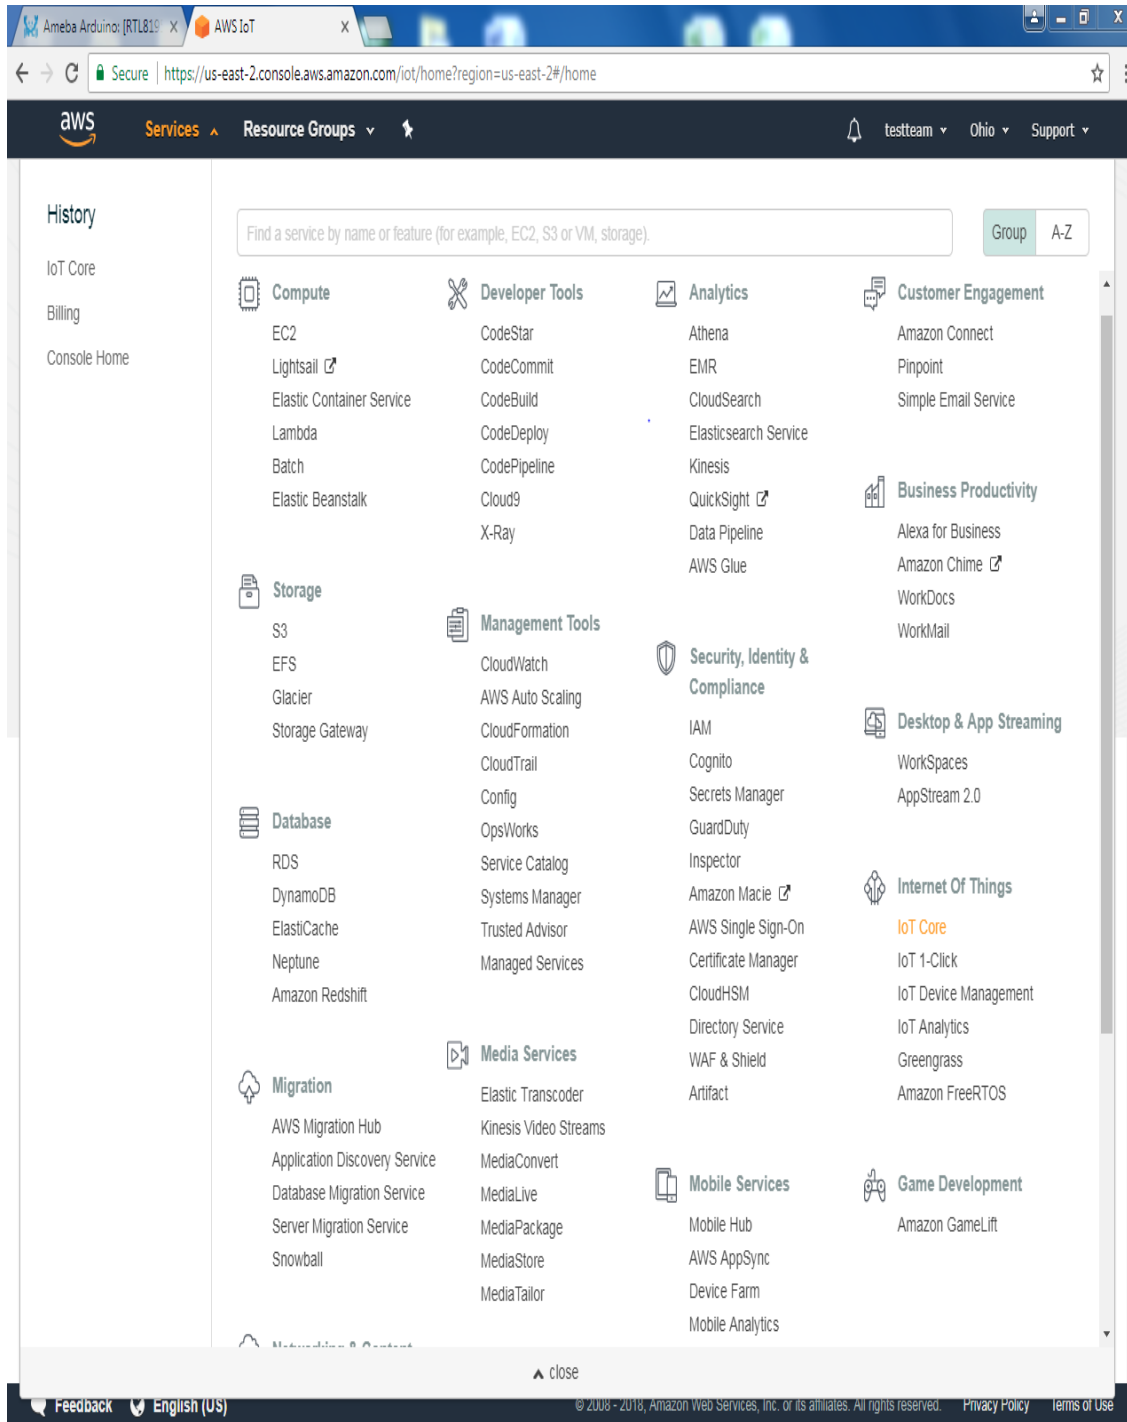 Ameba Arduino: [RTL819
AWS IoT
Secure
https://us-east-2.console.aws.amazon.com/iot/home?region=us-east-2#/home
aws
Services
Resource Groups
testteam
Ohio
Support
History
IoT Core
Billing
Console Home
Find a service by name or feature (for example, EC2, S3 or VM, storage).
Group
A-Z
Compute
EC2
Lightsail
Elastic Container Service
Lambda
Batch
Elastic Beanstalk
Storage
S3
EFS
Glacier
Storage Gateway
Database
RDS
DynamoDB
ElastiCache
Neptune
Amazon Redshift
Migration
AWS Migration Hub
Application Discovery Service
Database Migration Service
Server Migration Service
Snowball
Networking & Content
Developer Tools
CodeStar
CodeCommit
CodeBuild
CodeDeploy
CodePipeline
Cloud9
X-Ray
Management Tools
CloudWatch
AWS Auto Scaling
CloudFormation
CloudTrail
Config
OpsWorks
Service Catalog
Systems Manager
Trusted Advisor
Managed Services
Media Services
Elastic Transcoder
Kinesis Video Streams
MediaConvert
MediaLive
MediaPackage
MediaStore
MediaTailor
Analytics
Athena
EMR
CloudSearch
Elasticsearch Service
Kinesis
QuickSight
Data Pipeline
AWS Glue
Security, Identity &
Compliance
IAM
Cognito
Secrets Manager
GuardDuty
Inspector
Amazon Macie
AWS Single Sign-On
Certificate Manager
CloudHSM
Directory Service
WAF & Shield
Artifact
Mobile Services
Mobile Hub
AWS AppSync
Device Farm
Mobile Analytics
Customer Engagement
Amazon Connect
Pinpoint
Simple Email Service
Business Productivity
Alexa for Business
Amazon Chime
WorkDocs
WorkMail
Desktop & App Streaming
WorkSpaces
AppStream 2.0
Internet Of Things
IoT Core
IoT 1-Click
IoT Device Management
IoT Analytics
Greengrass
Amazon FreeRTOS
Game Development
Amazon GameLift
close
Feedback
English (US)
© 2008 - 2018, Amazon Web Services, Inc. or its affiliates. All rights reserved.
Privacy Policy
Terms of Use